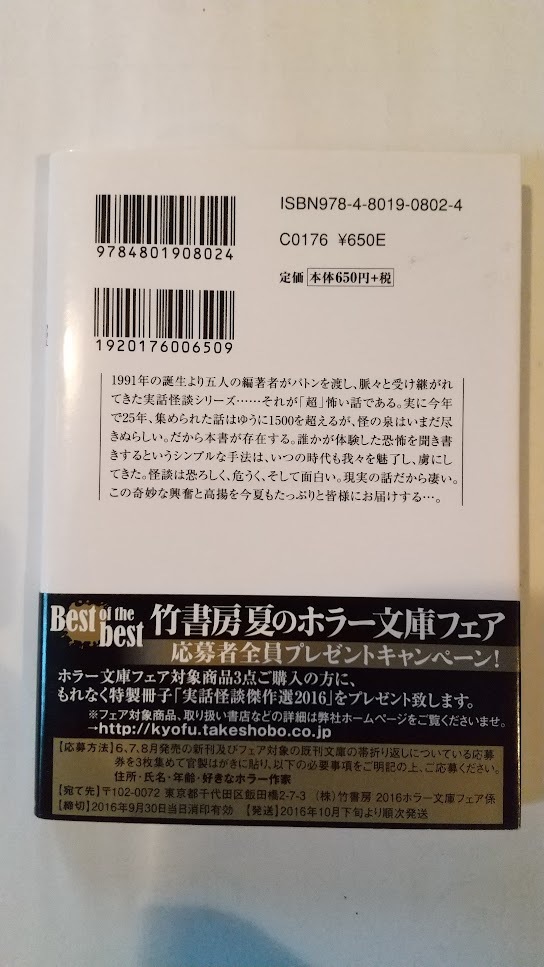 ISBN978-4-8019-0802-4
9784801908024
C0176 ¥650E
定価 本体650円+税
1920176006509
1991年の誕生より五人の編著者がバトンを渡し、脈々と受け継がれ
てきた実話怪談シリーズ……それが「超」怖い話である。実に今年
で25年、集められた話はゆうに1500を超えるが、怪の泉はいまだ尽
きぬらしい。だから本書が存在する。誰かが体験した恐怖を聞き書
きするというシンプルな手法は、いつの時代も我々を魅了し、虜にし
てきた。怪談は恐ろしく、危うく、そして面白い。現実の話だから凄い。
この奇妙な興奮と高揚を今夏もたっぷりと皆様にお届けする…。
Best of the best
竹書房 夏のホラー文庫フェア
応募者全員プレゼントキャンペーン!
ホラー文庫フェア対象商品3点ご購入の方に、
もれなく特製冊子「実話怪談傑作選2016」をプレゼント致します。
※フェア対象商品、取り扱い書店などの詳細は弊社ホームページをご覧くださいませ。
→http://kyofu.takeshobo.co.jp
【応募方法】6、7、8月発売の新刊及びフェア対象の既刊文庫の帯折り返しについている応募
券を3枚集めて官製はがきに貼り、以下の必要事項をご明記の上、ご応募ください。
住所・氏名・年齢・好きなホラー作家
【宛て先】〒102-0072 東京都千代田区飯田橋2-7-3 (株)竹書房 2016ホラー文庫フェア係
【締切】2016年9月30日当日消印有効 【発送】2016年10月下旬より順次発送